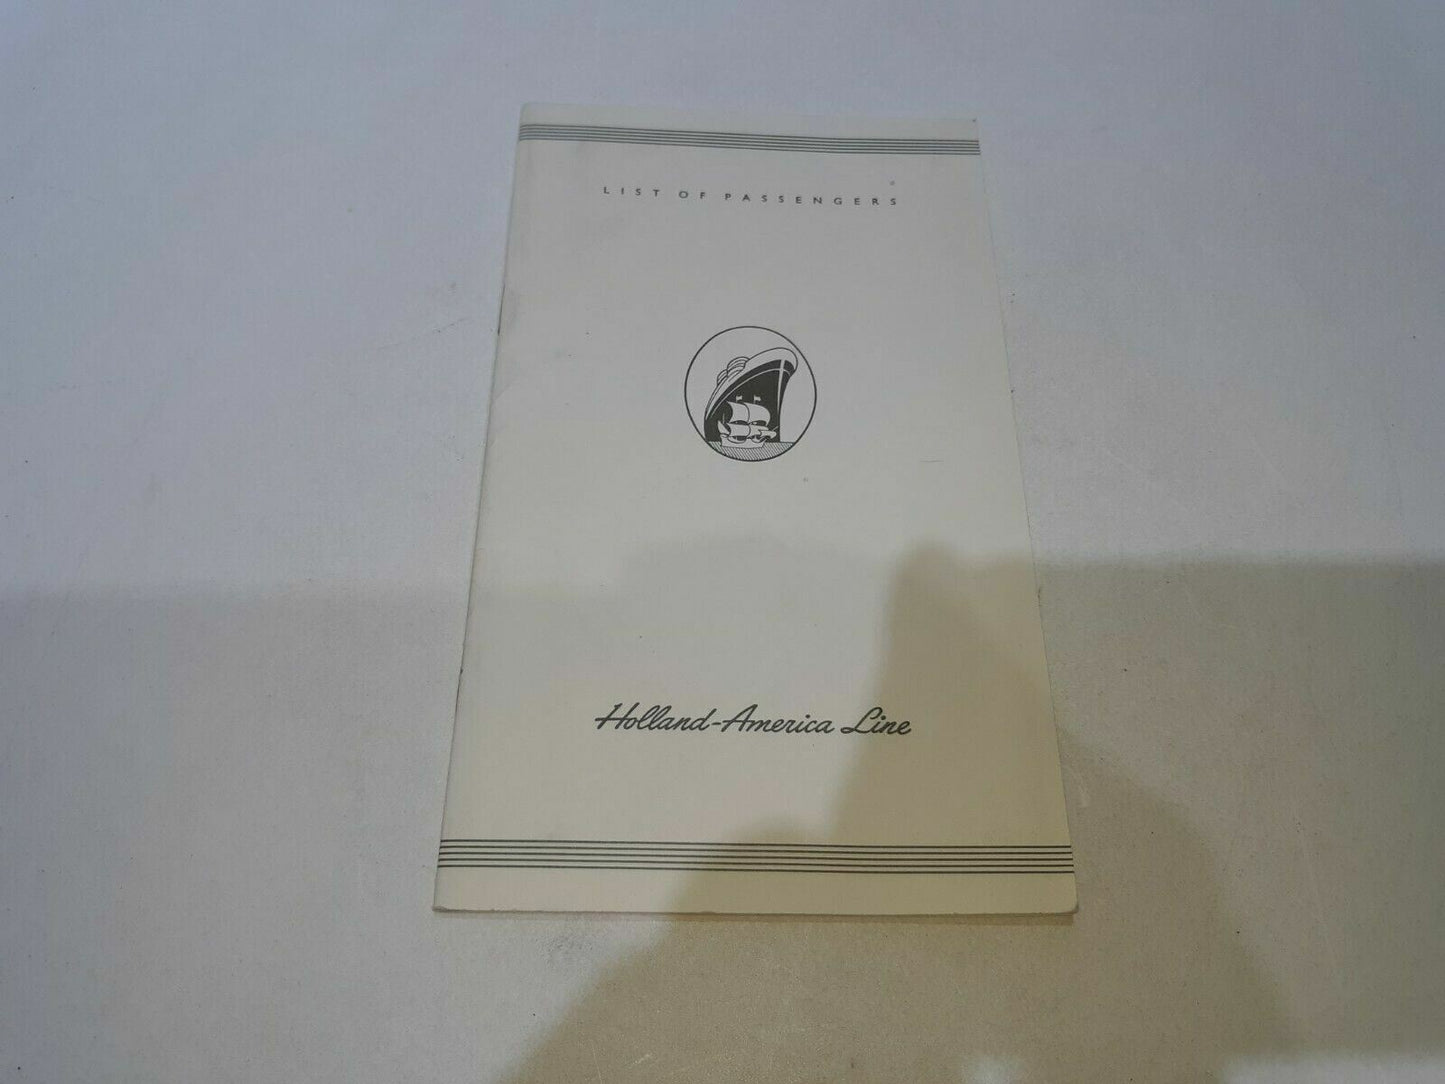 LIST OF PASSENGERS
Holland-America Line